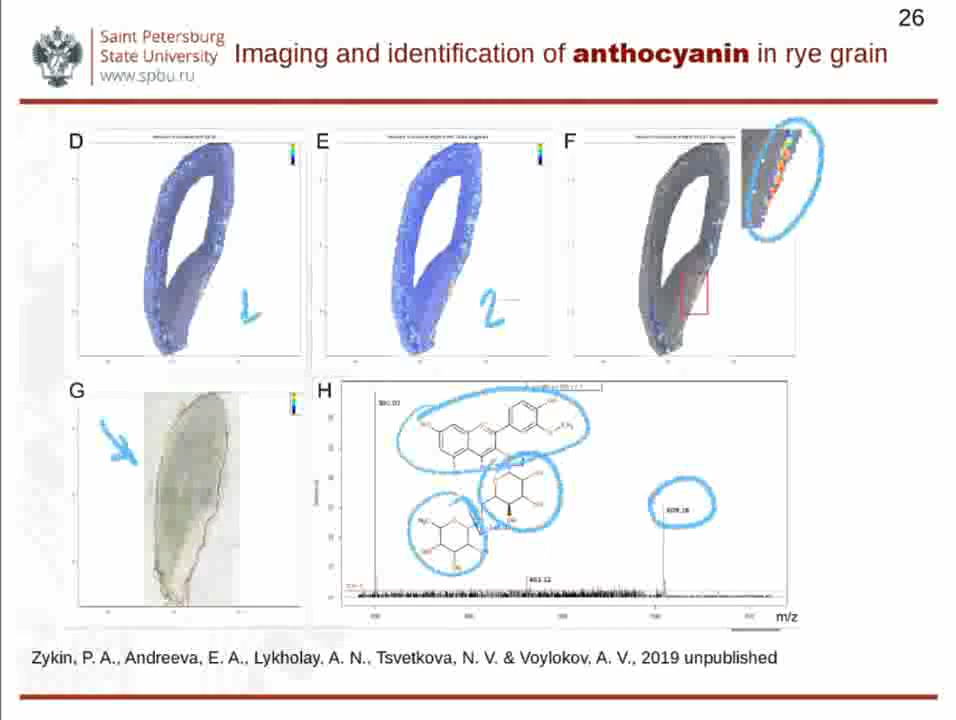 26
Saint Petersburg
State University
www.spbu.ru
Imaging and identification of anthocyanin in rye grain
D
E
F
1
2
G
H
m/z
Zykin, P. A., Andreeva, E. A., Lykholay, A. N., Tsvetkova, N. V. & Voylokov, A. V., 2019 unpublished